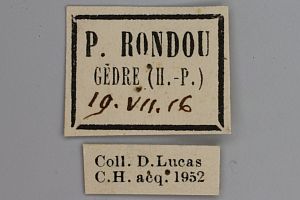 P. RONDOU
GÈDRE (H.-P.)
19. VII. 16
Coll. D. Lucas
C.H. acq. 1952